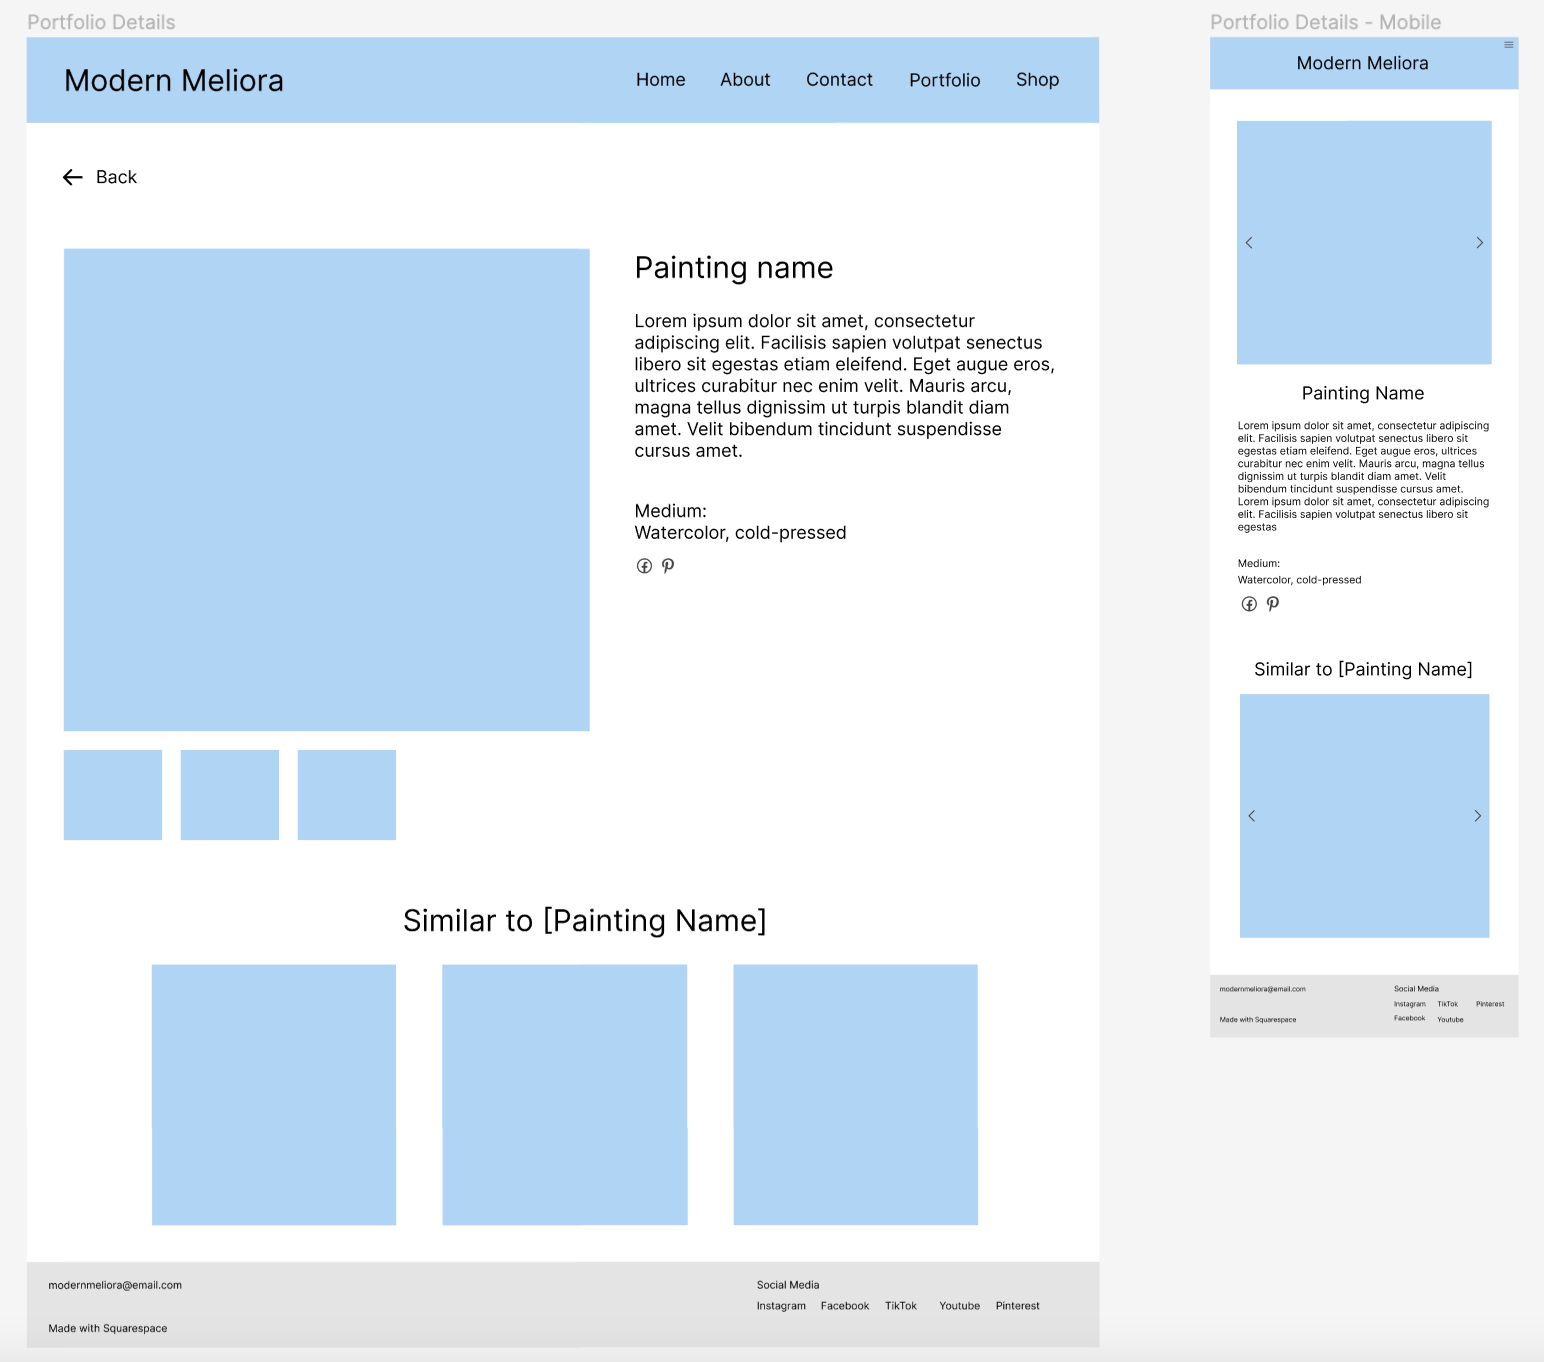 Portfolio Details
Modern Meliora
Home About Contact Portfolio Shop
Back
Painting name
Lorem ipsum dolor sit amet, consectetur
adipiscing elit. Facilisis sapien volutpat senectus
libero sit egestas etiam eleifend. Eget augue eros,
ultrices curabitur nec enim velit. Mauris arcu,
magna tellus dignissim ut turpis blandit diam
amet. Velit bibendum tincidunt suspendisse
cursus amet.
Medium:
Watercolor, cold-pressed
Similar to [Painting Name]
modernmeliora@email.com
Made with Squarespace
Social Media
Instagram Facebook TikTok Youtube Pinterest
Portfolio Details - Mobile
Modern Meliora
Painting Name
Lorem ipsum dolor sit amet, consectetur adipiscing
elit. Facilisis sapien volutpat senectus libero sit
egestas etiam eleifend. Eget augue eros, ultrices
curabitur nec enim velit. Mauris arcu, magna tellus
dignissim ut turpis blandit diam amet. Velit
bibendum tincidunt suspendisse cursus amet.
Lorem ipsum dolor sit amet, consectetur adipiscing
elit. Facilisis sapien volutpat senectus libero sit
egestas
Medium:
Watercolor, cold-pressed
Similar to [Painting Name]
modernmeliora@email.com
Made with Squarespace
Social Media
Instagram TikTok Pinterest
Facebook Youtube